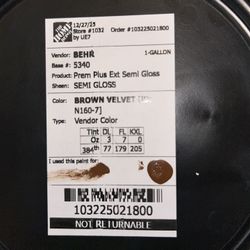 12/27/25 Order #103225021800
Store #1032
by UE7
Vendor: BEHR 1-GALLON
Base #: 5340
Product: Prem Plus Ext Semi Gloss
Sheen: SEMI GLOSS
Color: BROWN VELVET
N160-7]
Type: Vendor Color
Tint DL FL KXL
Oz 3 7 0
384th 77 179 205
I used this paint for:
103225021800
NOT RETURNABLE